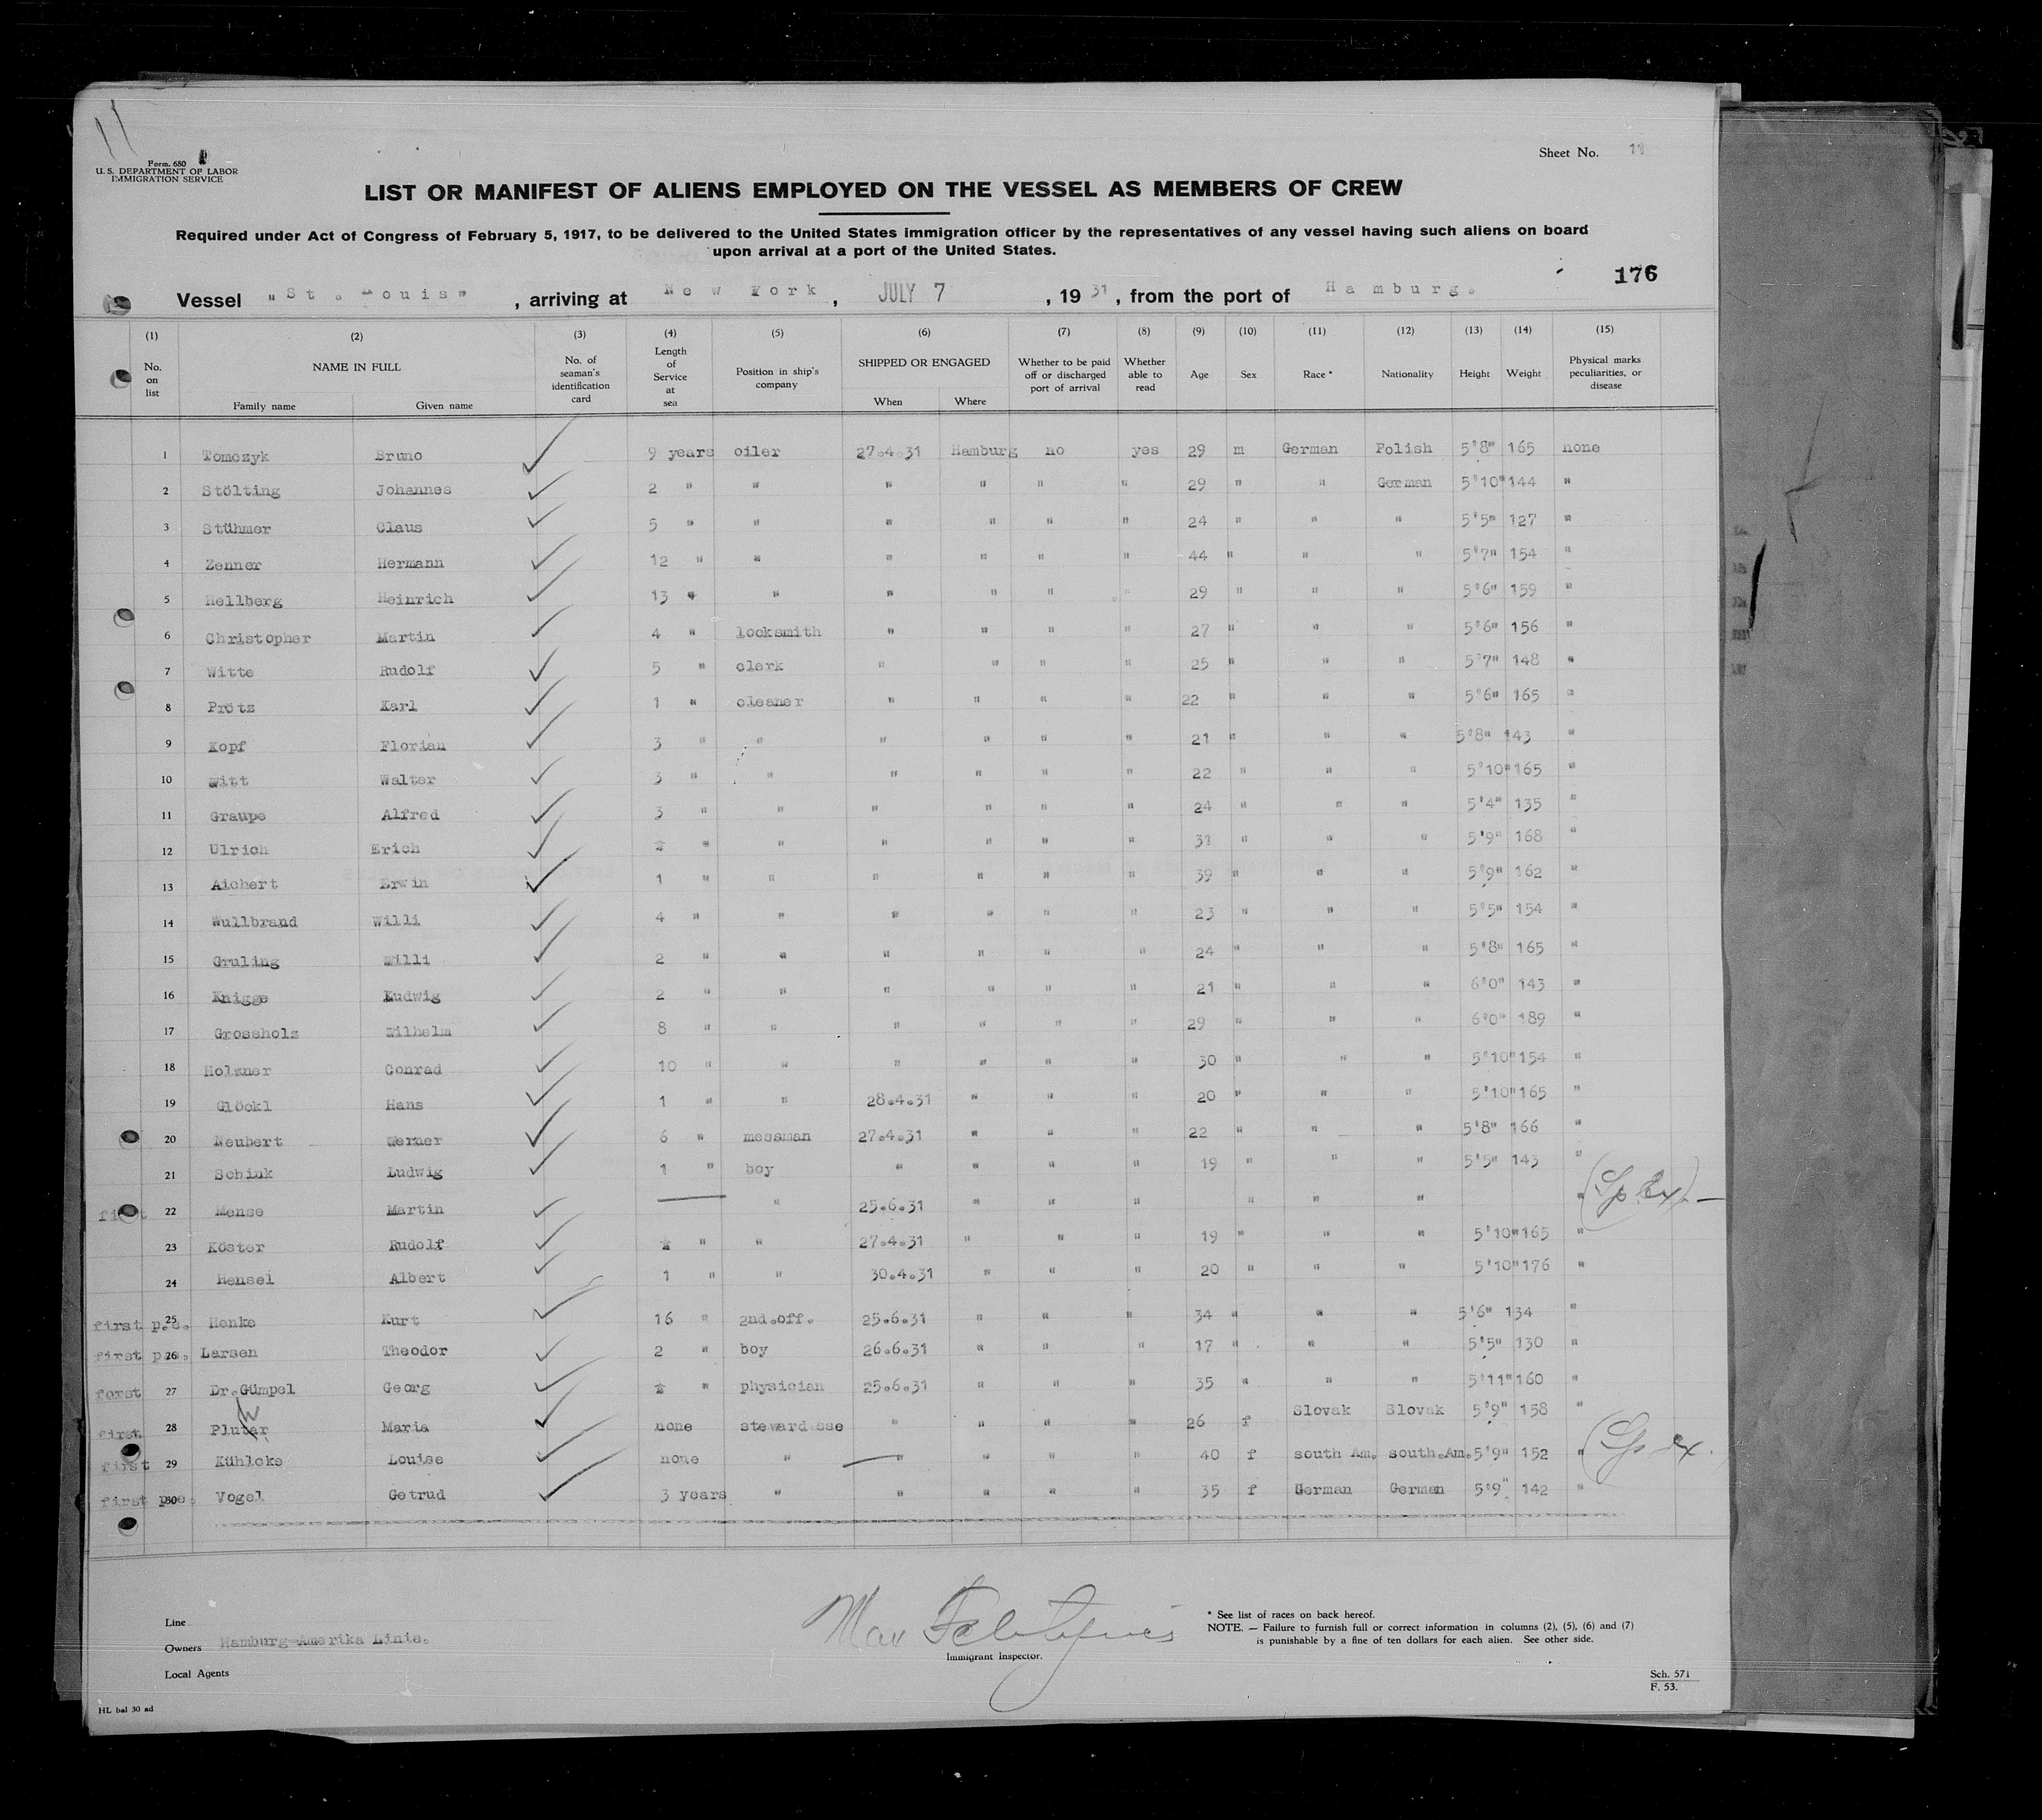 11
Form. 680
U. S. DEPARTMENT OF LABOR
IMMIGRATION SERVICE
Sheet No. 11
LIST OR MANIFEST OF ALIENS EMPLOYED ON THE VESSEL AS MEMBERS OF CREW
Required under Act of Congress of February 5, 1917, to be delivered to the United States immigration officer by the representatives of any vessel having such aliens on board
upon arrival at a port of the United States.
176
Vessel "St. Louis" , arriving at New York , JULY 7 , 1931 , from the port of Hamburg.
(1) (2) (3) (4) (5) (6) (7) (8) (9) (10) (11) (12) (13) (14) (15)
No. on list NAME IN FULL Family name Given name No. of seaman's identification card Length of Service at sea Position in ship's company SHIPPED OR ENGAGED When Where Whether to be paid off or discharged port of arrival Whether able to read Age Sex Race * Nationality Height Weight Physical marks peculiarities, or disease
1 Tomczyk Bruno 9 years oiler 27.4.31 Hamburg no yes 29 m German Polish 5'8" 165 none
2 Stölting Johannes 2 " " " " " " 29 " " German 5'10" 144 "
3 Stühmer Claus 5 " " " " " " 24 " " " 5'5" 127 "
4 Zenner Hermann 12 " " " " " " 44 " " " 5'7" 154 "
5 Hellberg Heinrich 13 " " " " " " 29 " " " 5'6" 159 "
6 Christopher Martin 4 " locksmith " " " " 27 " " " 5'6" 156 "
7 Witte Rudolf 5 " clerk " " " " 25 " " " 5'7" 148 "
8 Prötz Karl 1 " cleaner " " " " 22 " " " 5'6" 165 "
9 Kopf Florian 3 " " " " " " 21 " " " 5'8" 143 "
10 Witt Walter 3 " " " " " " 22 " " " 5'10" 165 "
11 Graupe Alfred 3 " " " " " " 24 " " " 5'4" 135 "
12 Ulrich Erich " " " " " " 31 " " " 5'9" 168 "
13 Aichert Erwin 1 " " " " " " 39 " " " 5'9" 162 "
14 Wullbrand Willi 4 " " " " " " 23 " " " 5'5" 154 "
15 Gruling Willi 2 " " " " " " 24 " " " 5'8" 165 "
16 Knigge Ludwig 2 " " " " " " 21 " " " 6'0" 143 "
17 Grossholz Wilhelm 8 " " " " " " 29 " " " 6'0" 189 "
18 Holzner Conrad 10 " " " " " " 30 " " " 5'10" 154 "
19 Glöckl Hans 1 " " 28.4.31 " " " 20 " " " 5'10" 165 "
20 Neubert Werner 6 " messman 27.4.31 " " " 22 " " " 5'8" 166 "
21 Schink Ludwig 1 " boy " " " " 19 " " " 5'5" 143 "
first 22 Mense Martin — " 25.6.31 " " " " " " " (Sp Ex) —
23 Köster Rudolf " " 27.4.31 " " " 19 " " " 5'10" 165 "
24 Hensel Albert 1 " " 30.4.31 " " " 20 " " " 5'10" 176 "
first p.e. 25 Henke Kurt 16 " 2nd.off. 25.6.31 " " " 34 " " " 5'6" 134 "
first p.e. 26 Larsen Theodor 2 " boy 26.6.31 " " " 17 " " " 5'5" 130 "
forst 27 Dr.Gümpel Georg " physician 25.6.31 " " " 35 " " " 5'11" 160 "
first 28 Plutar Maria none stewardesse " " " " 26 f Slovak Slovak 5'9" 158 "
first 29 Kühlcke Louise none " " " " " 40 f south Am. south.Am. 5'9" 152 " (Sp ex.
first p.e. 30 Vogel Getrud 3 years " " " " " 35 f German German 5'9" 142 "
Line
Owners Hamburg-Amerika Linie.
Local Agents
Max
Immigrant Inspector.
* See list of races on back hereof.
NOTE. — Failure to furnish full or correct information in columns (2), (5), (6) and (7)
is punishable by a fine of ten dollars for each alien. See other side.
Sch. 571
F. 53.
HL bal 30 ad